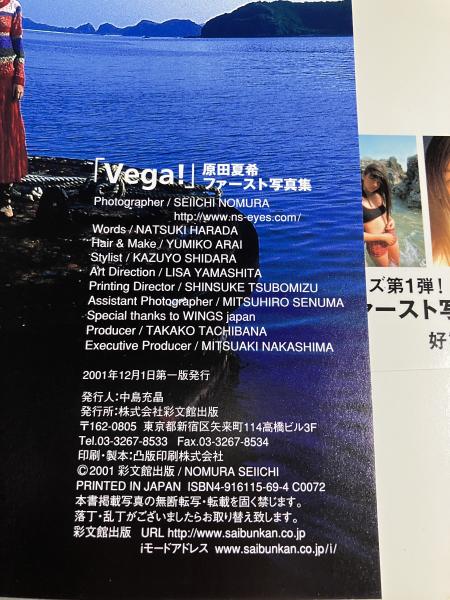 「Vega!」 原田夏希
ファースト写真集
Photographer / SEIICHI NOMURA
http://www.ns-eyes.com/
Words / NATSUKI HARADA
Hair & Make / YUMIKO ARAI
Stylist / KAZUYO SHIDARA
Art Direction / LISA YAMASHITA
Printing Director / SHINSUKE TSUBOMIZU
Assistant Photographer / MITSUHIRO SENUMA
Special thanks to WINGS japan
Producer / TAKAKO TACHIBANA
Executive Producer / MITSUAKI NAKASHIMA
2001年12月1日第一版発行
発行人：中島充晶
発行所：株式会社彩文館出版
〒162-0805 東京都新宿区矢来町114高橋ビル3F
Tel.03-3267-8533 Fax.03-3267-8534
印刷・製本：凸版印刷株式会社
©2001 彩文館出版 / NOMURA SEIICHI
PRINTED IN JAPAN ISBN4-916115-69-4 C0072
本書掲載写真の無断転写・転載を固く禁じます。
落丁・乱丁がございましたらお取り替え致します。
彩文館出版 URL http://www.saibunkan.co.jp
iモードアドレス www.saibunkan.co.jp/i/
ズ第1弾！
ァースト写
好